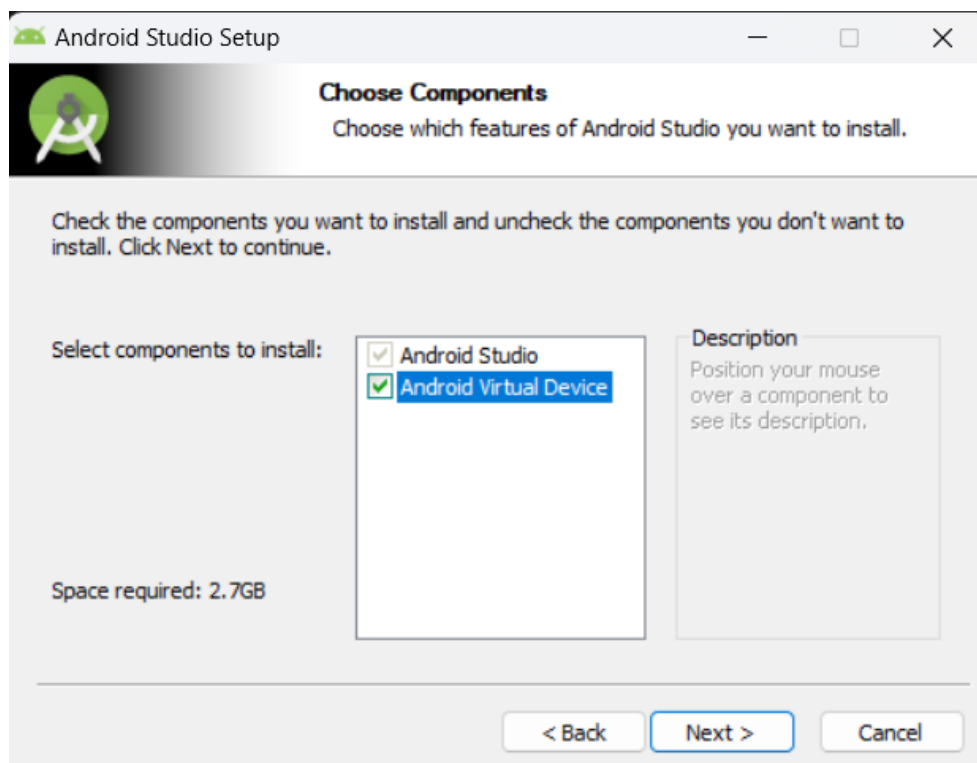 Android Studio Setup
Choose Components
Choose which features of Android Studio you want to install.
Check the components you want to install and uncheck the components you don't want to
install. Click Next to continue.
Select components to install:
Android Studio
Android Virtual Device
Description
Position your mouse
over a component to
see its description.
Space required: 2.7GB
< Back
Next >
Cancel